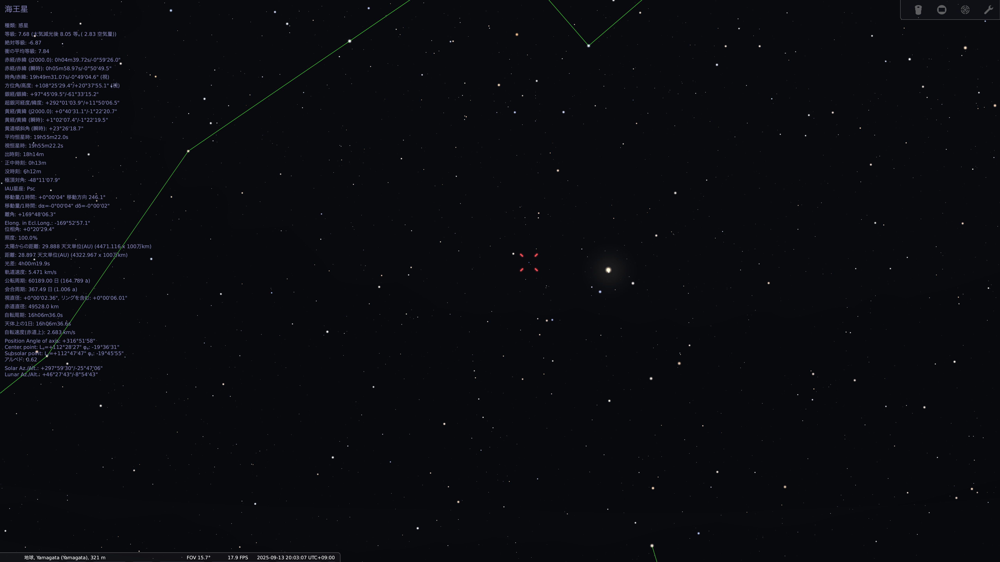 海王星
種類: 惑星
等級: 7.68 (大気減光後 8.05 等。( 2.83 空気量))
絶対等級: -6.87
衝の平均等級: 7.84
赤経/赤緯 (J2000.0): 0h04m39.72s/-0°59'26.0"
赤経/赤緯 (瞬時): 0h05m58.97s/-0°50'49.5"
時角/赤緯: 19h49m31.07s/-0°49'04.6" (視)
方位角/高度: +108°25'29.4"/+20°37'55.1" (視)
銀経/銀緯: +97°45'09.5"/-61°33'15.2"
超銀河経度/緯度: +292°01'03.9"/+11°50'06.5"
黄経/黄緯 (J2000.0): +0°40'31.1"/-1°22'20.7"
黄経/黄緯 (瞬時): +1°02'07.4"/-1°22'19.5"
黄道傾斜角 (瞬時): +23°26'18.7"
平均恒星時: 19h55m22.0s
視恒星時: 19h55m22.2s
出時刻: 18h14m
正中時刻: 0h13m
没時刻: 6h12m
極頂対角: -48°11'07.9"
IAU星座: Psc
移動量/1時間: +0°00'04" 移動方向 246.1°
移動量/1時間: dα=-0°00'04" dδ=-0°00'02"
離角: +169°48'06.3"
Elong. in Ecl.Long.: -169°52'57.1"
位相角: +0°20'29.4"
照度: 100.0%
太陽からの距離: 29.888 天文単位(AU) (4471.116 x 100万km)
距離: 28.897 天文単位(AU) (4322.967 x 100万km)
光差: 4h00m19.9s
軌道速度: 5.471 km/s
公転周期: 60189.00 日 (164.789 a)
会合周期: 367.49 日 (1.006 a)
視直径: +0°00'02.36", リングを含む: +0°00'06.01"
赤道直径: 49528.0 km
自転周期: 16h06m36.0s
天体上の1日: 16h06m36.6s
自転速度(赤道上): 2.683 km/s
Position Angle of axis: +316°51'58"
Center point: Lₑ=+112°28'27" φₑ: -19°36'31"
Subsolar point: Lₛ=+112°47'47" φₛ: -19°45'55"
アルベド: 0.62
Solar Az./Alt.: +297°59'30"/-25°47'06"
Lunar Az./Alt.: +46°27'43"/-8°54'43"
地球, Yamagata (Yamagata), 321 m FOV 15.7° 17.9 FPS 2025-09-13 20:03:07 UTC+09:00